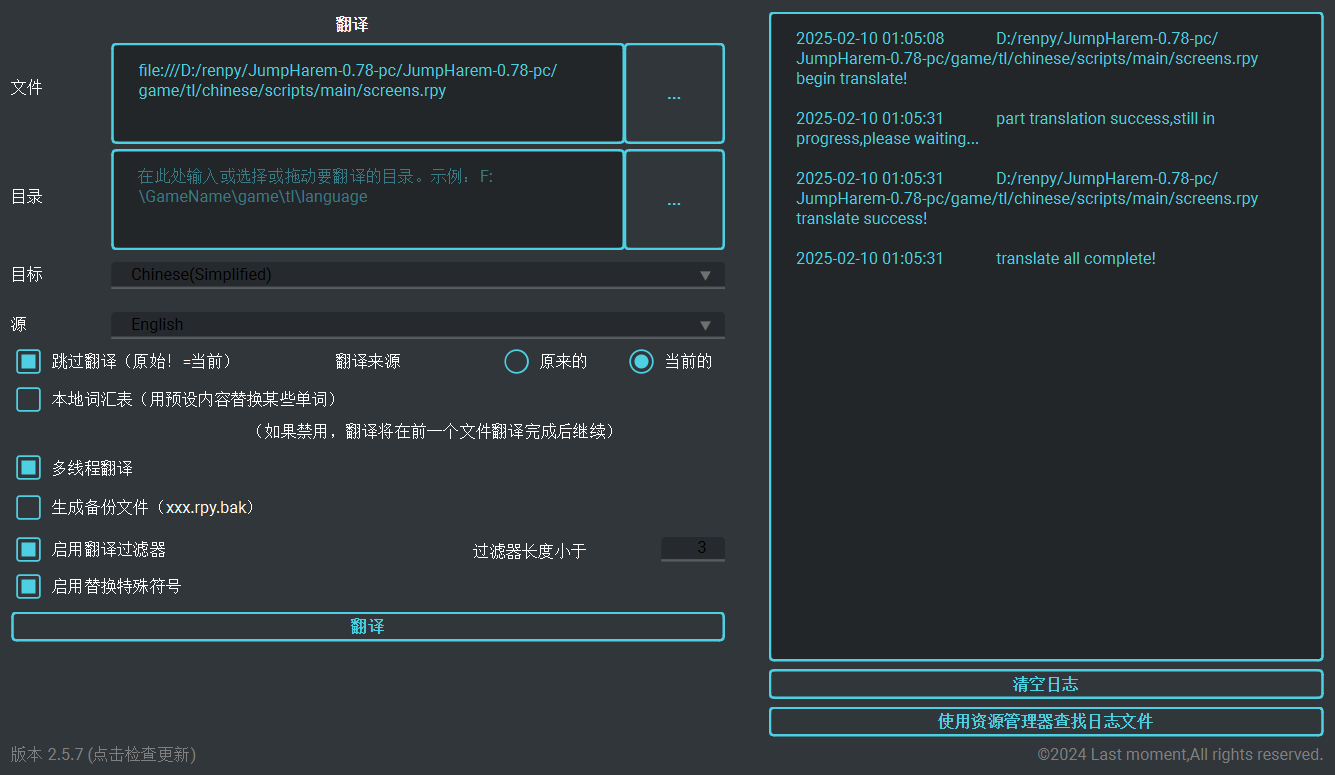 翻译
文件
file:///D:/renpy/JumpHarem-0.78-pc/JumpHarem-0.78-pc/
game/tl/chinese/scripts/main/screens.rpy
...
目录
在此处输入或选择或拖动要翻译的目录。示例：F:
\GameName\game\tl\language
...
目标
Chinese(Simplified)
源
English
跳过翻译（原始！=当前）
翻译来源
原来的
当前的
本地词汇表（用预设内容替换某些单词）
（如果禁用，翻译将在前一个文件翻译完成后继续）
多线程翻译
生成备份文件（xxx.rpy.bak）
启用翻译过滤器
过滤器长度小于
3
启用替换特殊符号
翻译
版本 2.5.7 (点击检查更新)
2025-02-10 01:05:08 D:/renpy/JumpHarem-0.78-pc/
JumpHarem-0.78-pc/game/tl/chinese/scripts/main/screens.rpy
begin translate!
2025-02-10 01:05:31 part translation success,still in
progress,please waiting...
2025-02-10 01:05:31 D:/renpy/JumpHarem-0.78-pc/
JumpHarem-0.78-pc/game/tl/chinese/scripts/main/screens.rpy
translate success!
2025-02-10 01:05:31 translate all complete!
清空日志
使用资源管理器查找日志文件
©2024 Last moment,All rights reserved.